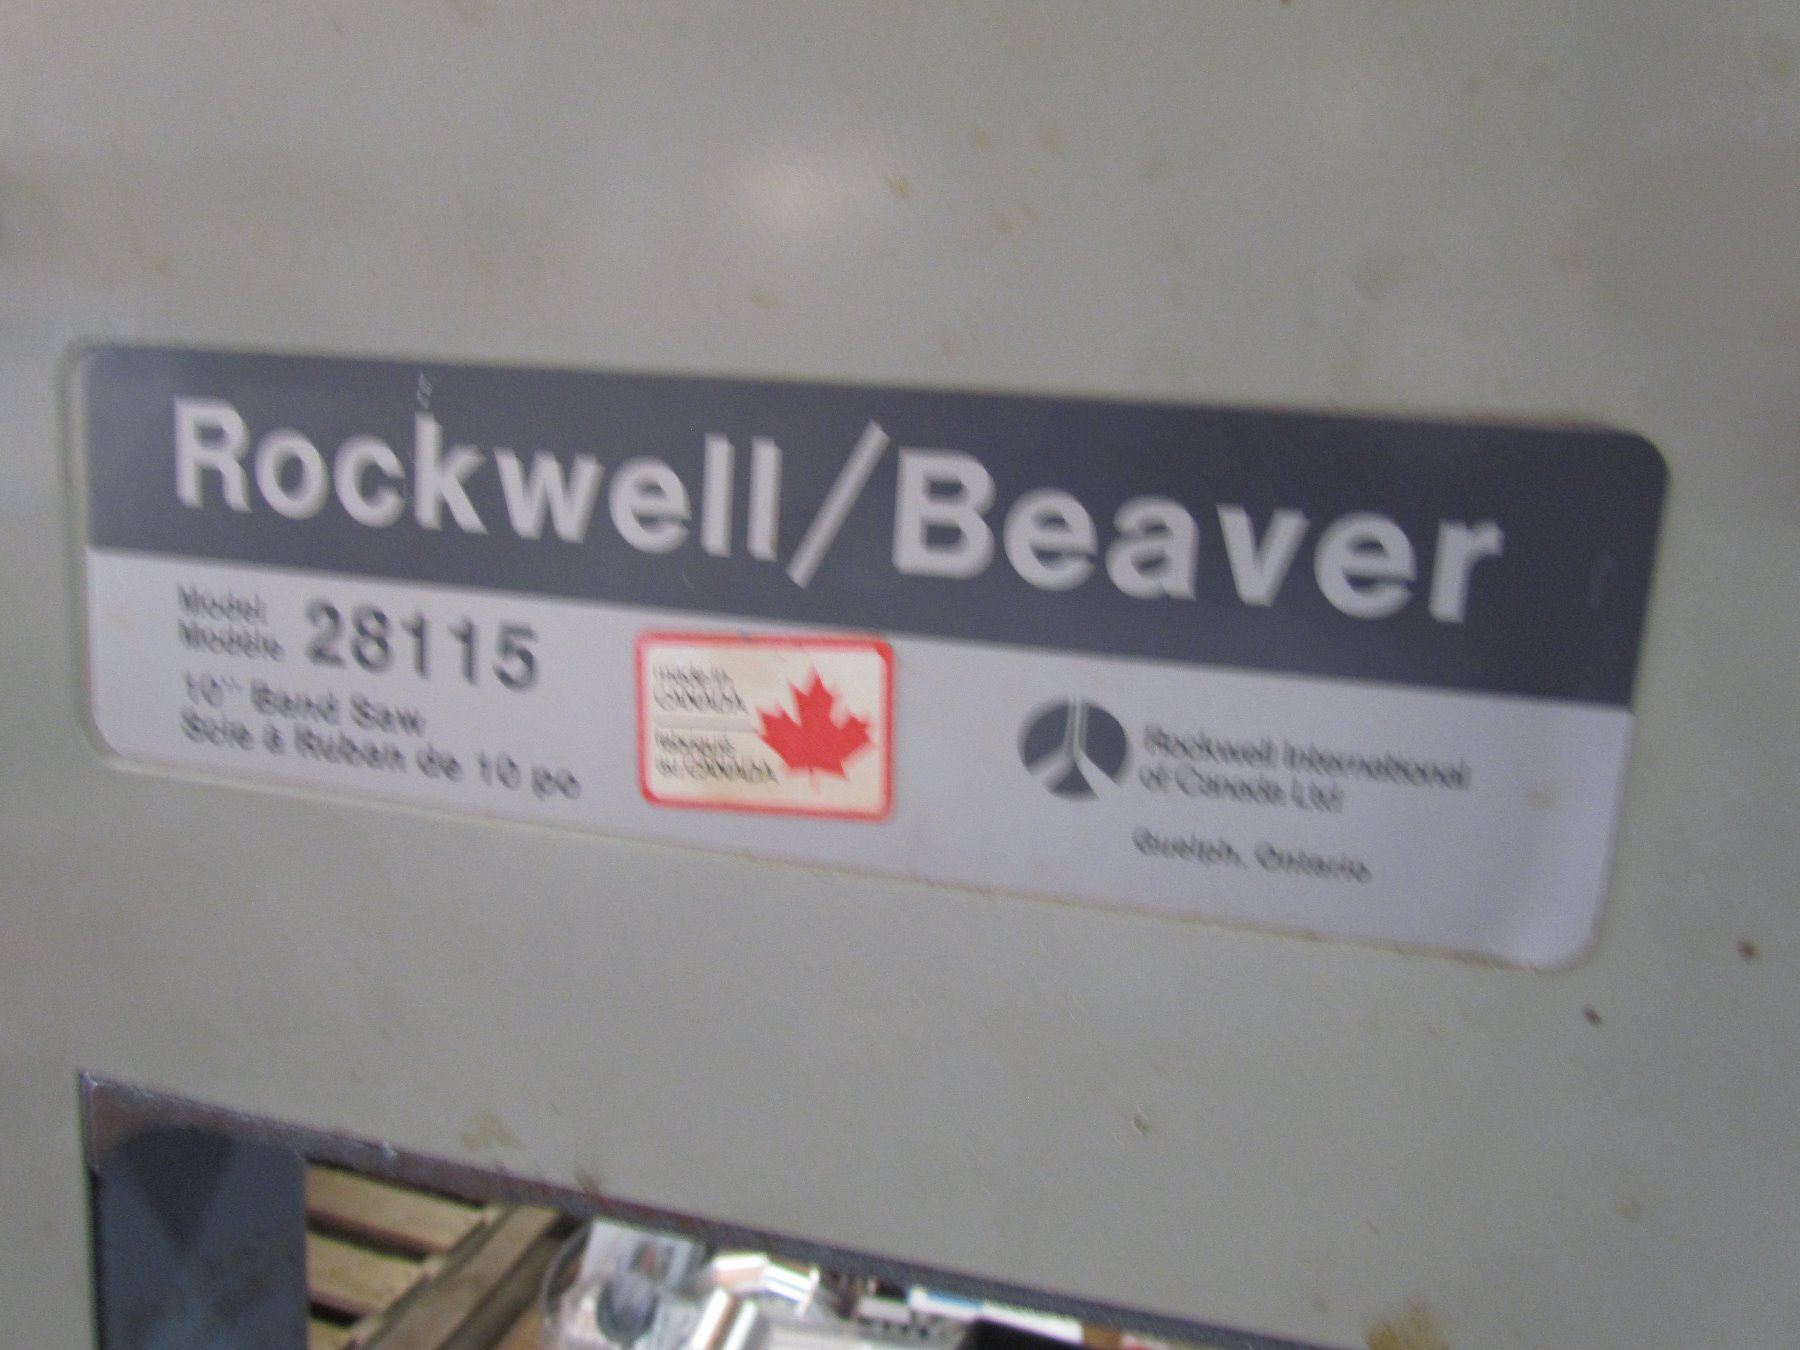 Rockwell/Beaver
Model
Modèle
28115
10" Band Saw
Scie à Ruban de 10 po
made in
CANADA
fabriqué
au CANADA
Rockwell International
of Canada Ltd.
Guelph, Ontario